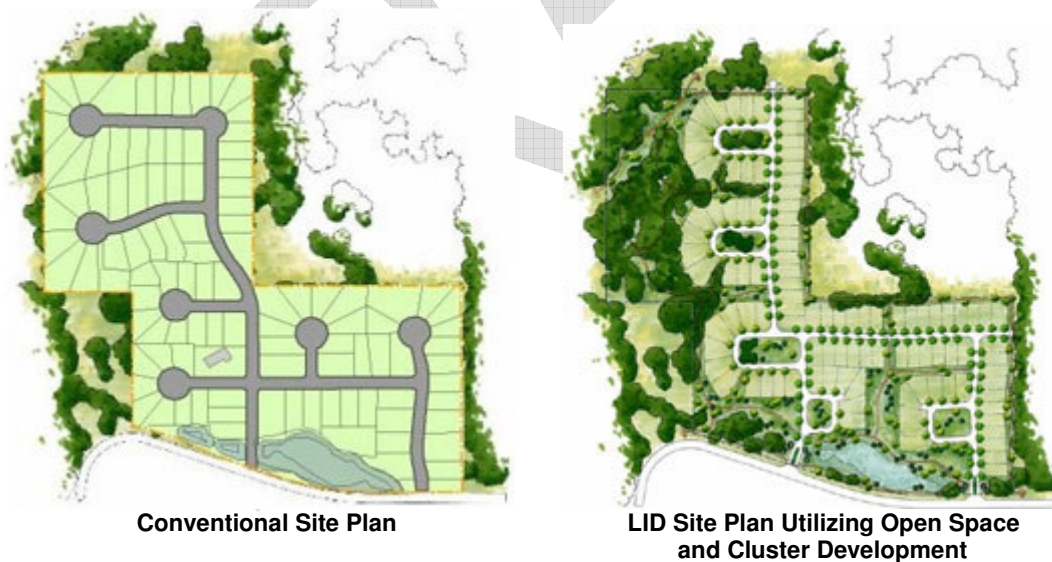 Conventional Site Plan
LID Site Plan Utilizing Open Space
and Cluster Development